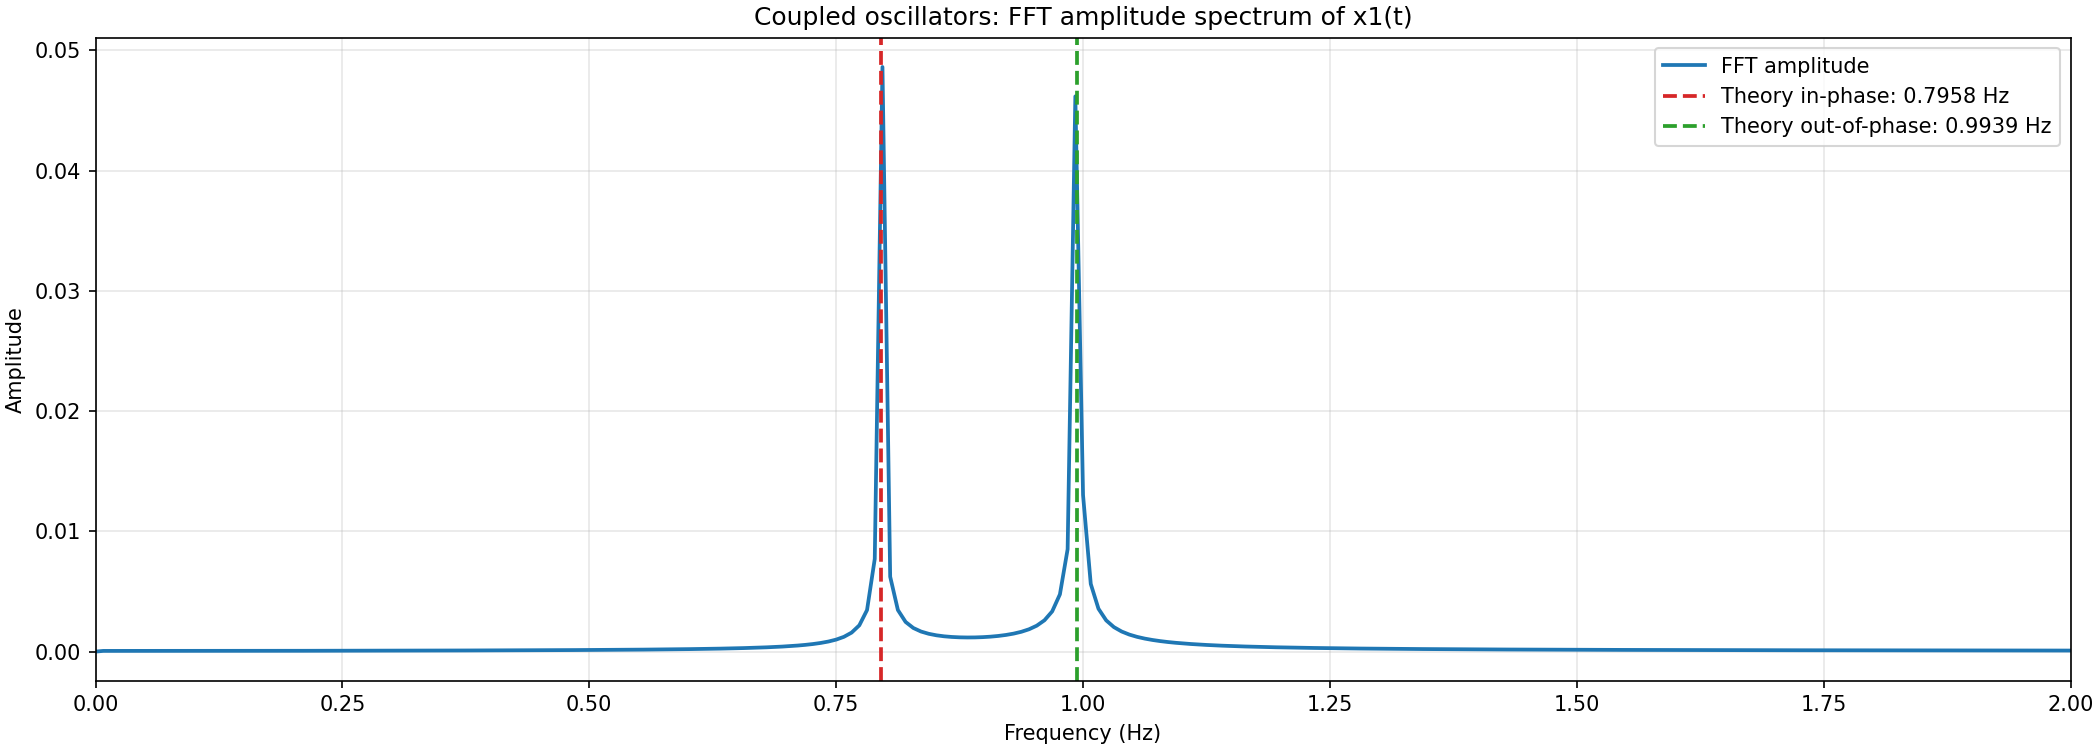 Coupled oscillators: FFT amplitude spectrum of x1(t)
0.05
0.04
0.03
0.02
0.01
0.00
Amplitude
FFT amplitude
Theory in-phase: 0.7958 Hz
Theory out-of-phase: 0.9939 Hz
0.00 0.25 0.50 0.75 1.00 1.25 1.50 1.75 2.00
Frequency (Hz)